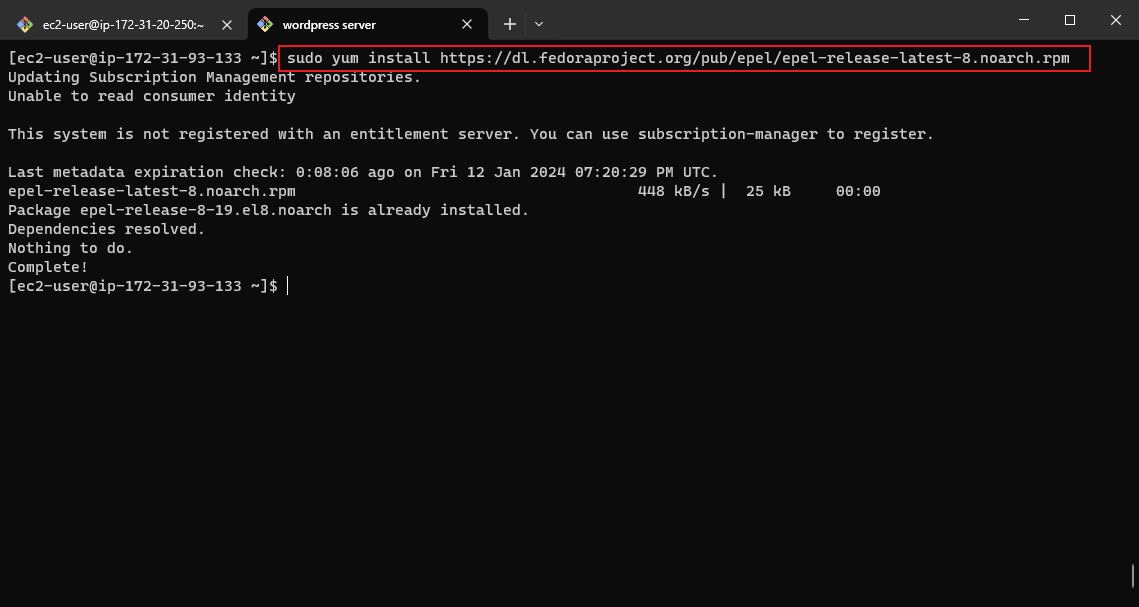 ec2-user@ip-172-31-20-250:~
wordpress server
[ec2-user@ip-172-31-93-133 ~]$ sudo yum install https://dl.fedoraproject.org/pub/epel/epel-release-latest-8.noarch.rpm
Updating Subscription Management repositories.
Unable to read consumer identity
This system is not registered with an entitlement server. You can use subscription-manager to register.
Last metadata expiration check: 0:08:06 ago on Fri 12 Jan 2024 07:20:29 PM UTC.
epel-release-latest-8.noarch.rpm 448 kB/s | 25 kB 00:00
Package epel-release-8-19.el8.noarch is already installed.
Dependencies resolved.
Nothing to do.
Complete!
[ec2-user@ip-172-31-93-133 ~]$